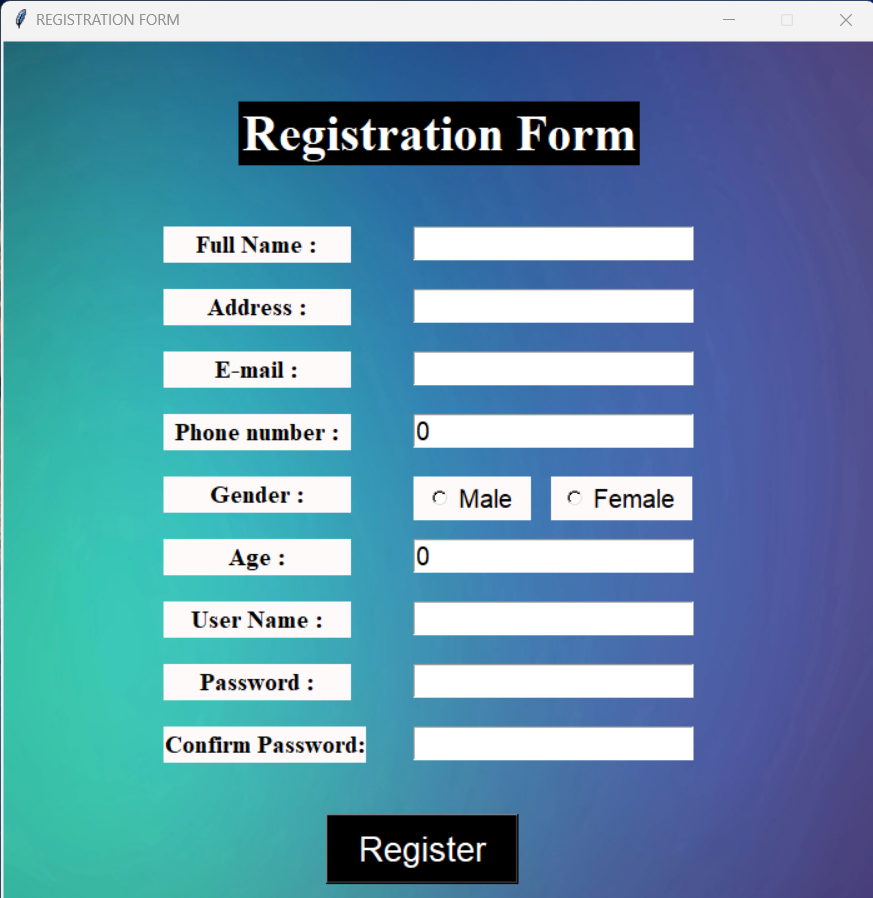 REGISTRATION FORM
Registration Form
Full Name :
Address :
E-mail :
Phone number : 0
Gender : Male Female
Age : 0
User Name :
Password :
Confirm Password:
Register